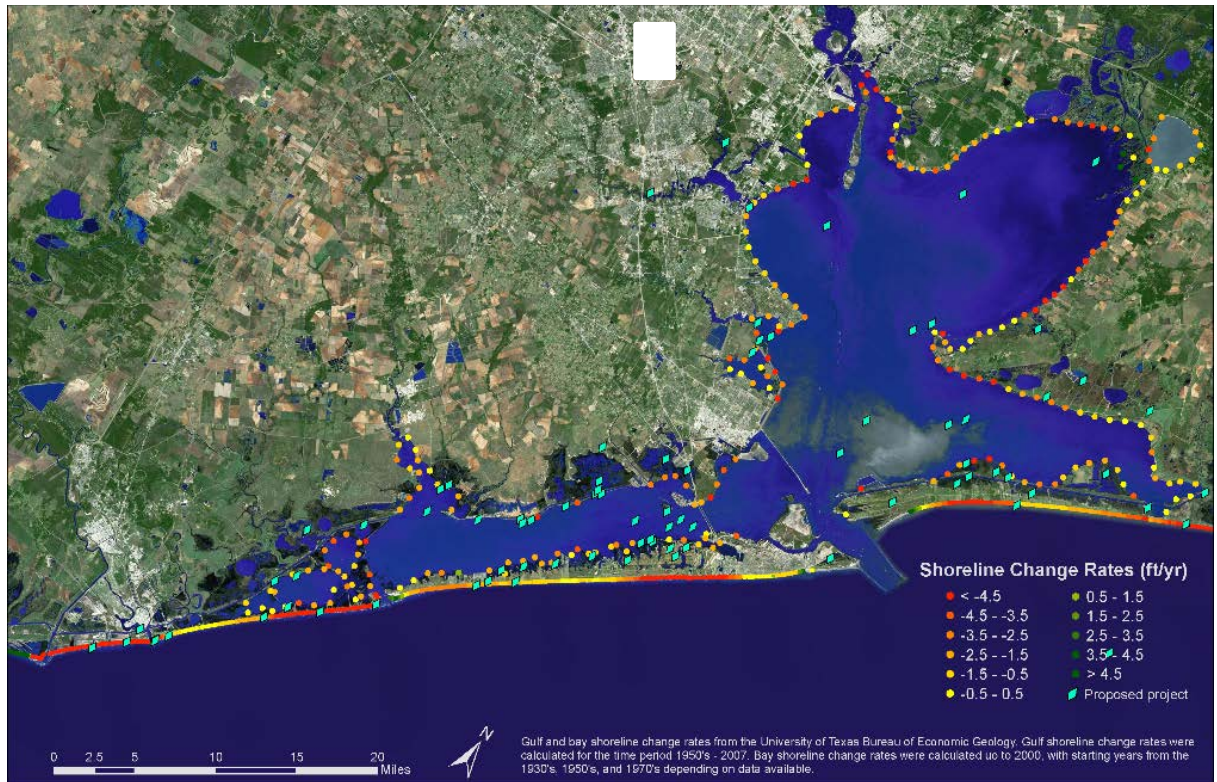 Shoreline Change Rates (ft/yr)
< -4.5
-4.5 - -3.5
-3.5 - -2.5
-2.5 - -1.5
-1.5 - -0.5
-0.5 - 0.5
0.5 - 1.5
1.5 - 2.5
2.5 - 3.5
3.5 - 4.5
> 4.5
Proposed project
N
0 2.5 5 10 15 20
Miles
Gulf and bay shoreline change rates from the University of Texas Bureau of Economic Geology. Gulf shoreline change rates were
calculated for the time period 1950's - 2007. Bay shoreline change rates were calculated up to 2000, with starting years from the
1930's, 1950's, and 1970's depending on data available.